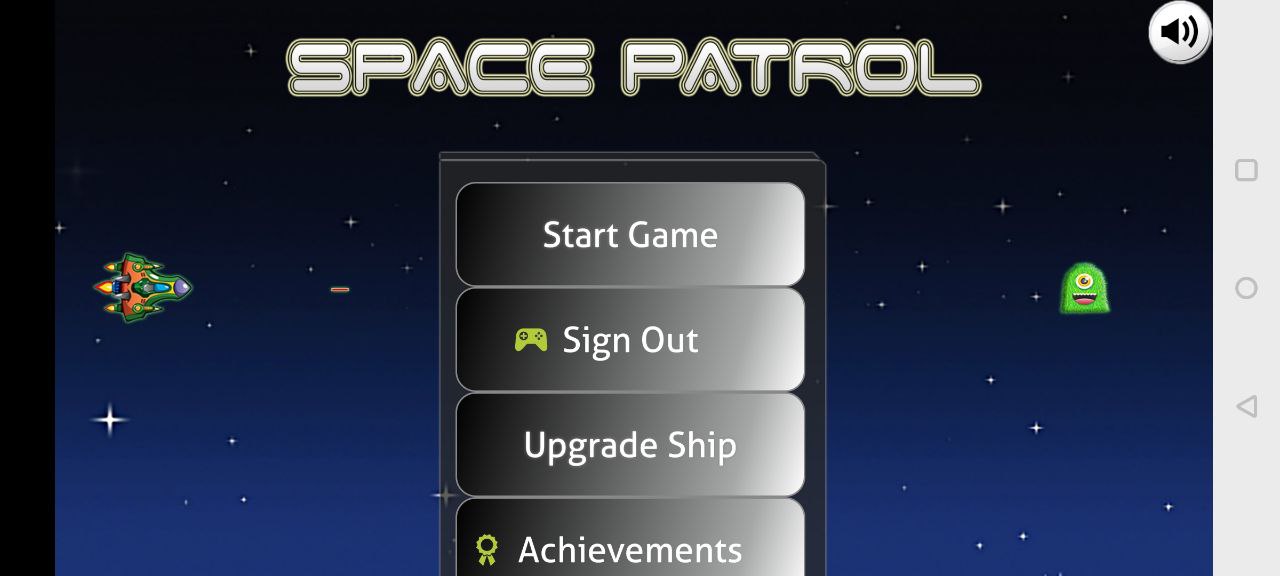 SPACE PATROL
Start Game
Sign Out
Upgrade Ship
Achievements